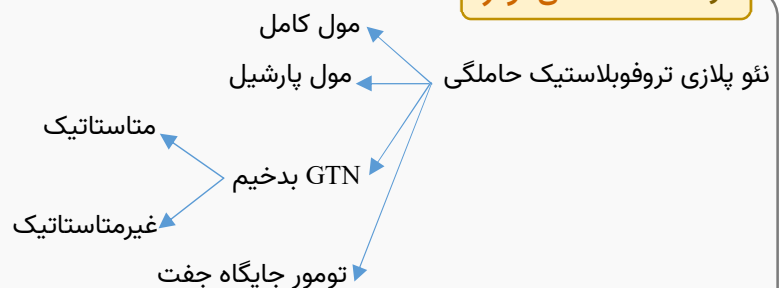 مول کامل
نئو پلازی تروفوبلاستیک حاملگی
مول پارشیل
متاستاتیک
GTN بدخیم
غیرمتاستاتیک
تومور جایگاه جفت